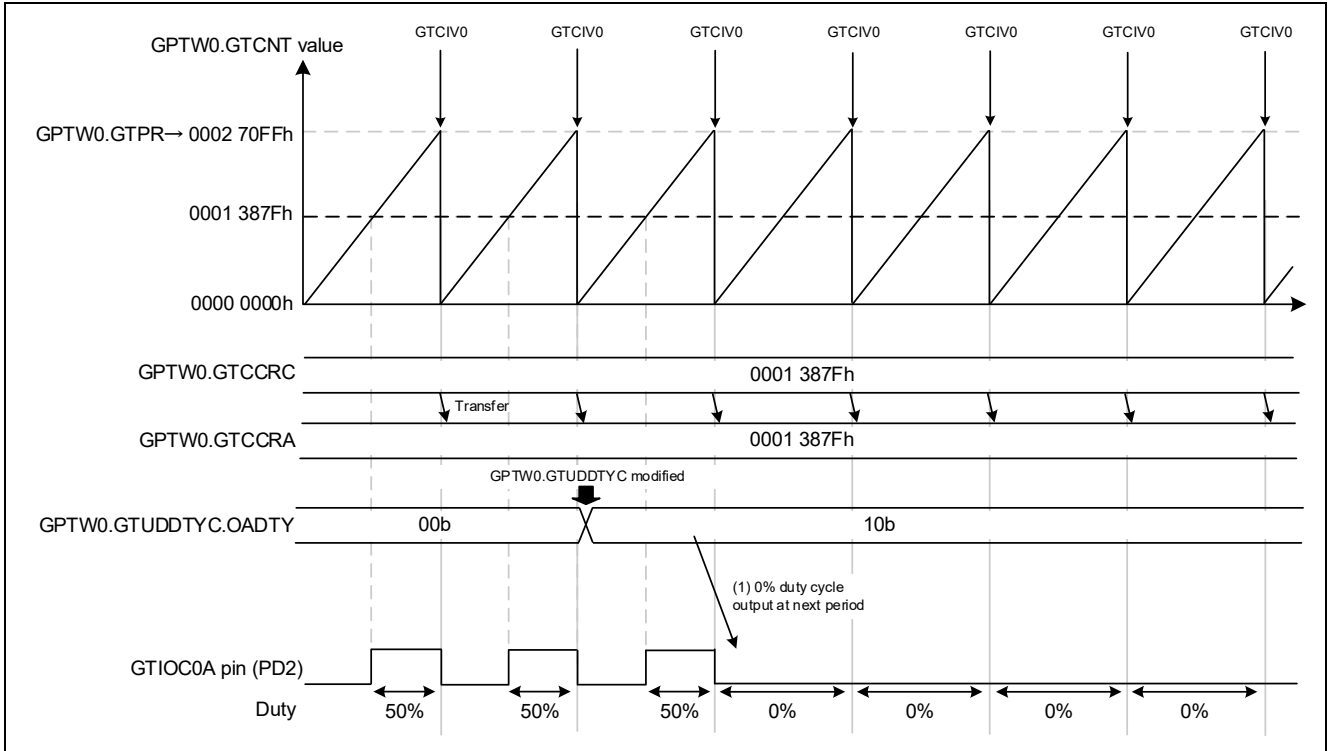 GTCIV0 GTCIV0 GTCIV0 GTCIV0 GTCIV0 GTCIV0 GTCIV0
GPTW0.GTCNT value
GPTW0.GTPR→ 0002 70FFh
0001 387Fh
0000 0000h
GPTW0.GTCCRC 0001 387Fh
Transfer
GPTW0.GTCCRA 0001 387Fh
GPTW0.GTUDDTYC modified
GPTW0.GTUDDTYC.OADTY 00b 10b
(1) 0% duty cycle
output at next period
GTIOC0A pin (PD2)
Duty 50% 50% 50% 0% 0% 0% 0%